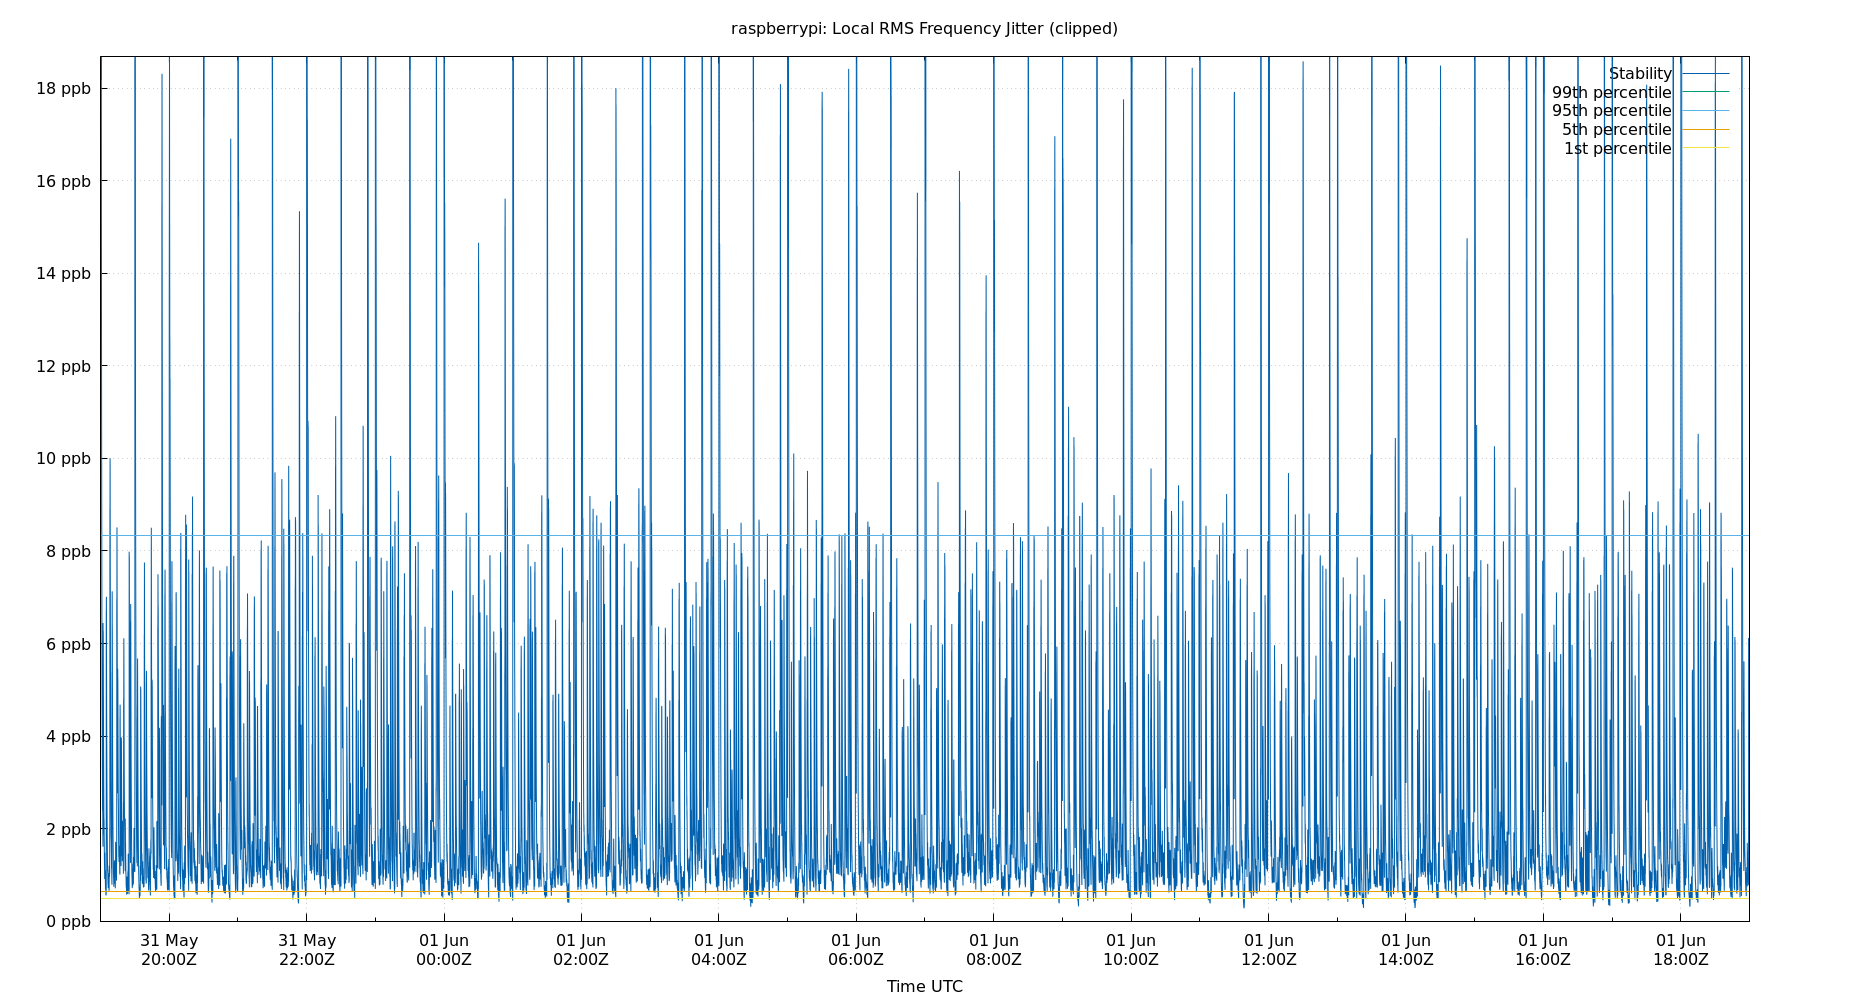 raspberrypi: Local RMS Frequency Jitter (clipped)
Stability
99th percentile
95th percentile
5th percentile
1st percentile
18 ppb
16 ppb
14 ppb
12 ppb
10 ppb
8 ppb
6 ppb
4 ppb
2 ppb
0 ppb
31 May 31 May 01 Jun 01 Jun 01 Jun 01 Jun 01 Jun 01 Jun 01 Jun 01 Jun 01 Jun 01 Jun
20:00Z 22:00Z 00:00Z 02:00Z 04:00Z 06:00Z 08:00Z 10:00Z 12:00Z 14:00Z 16:00Z 18:00Z
Time UTC